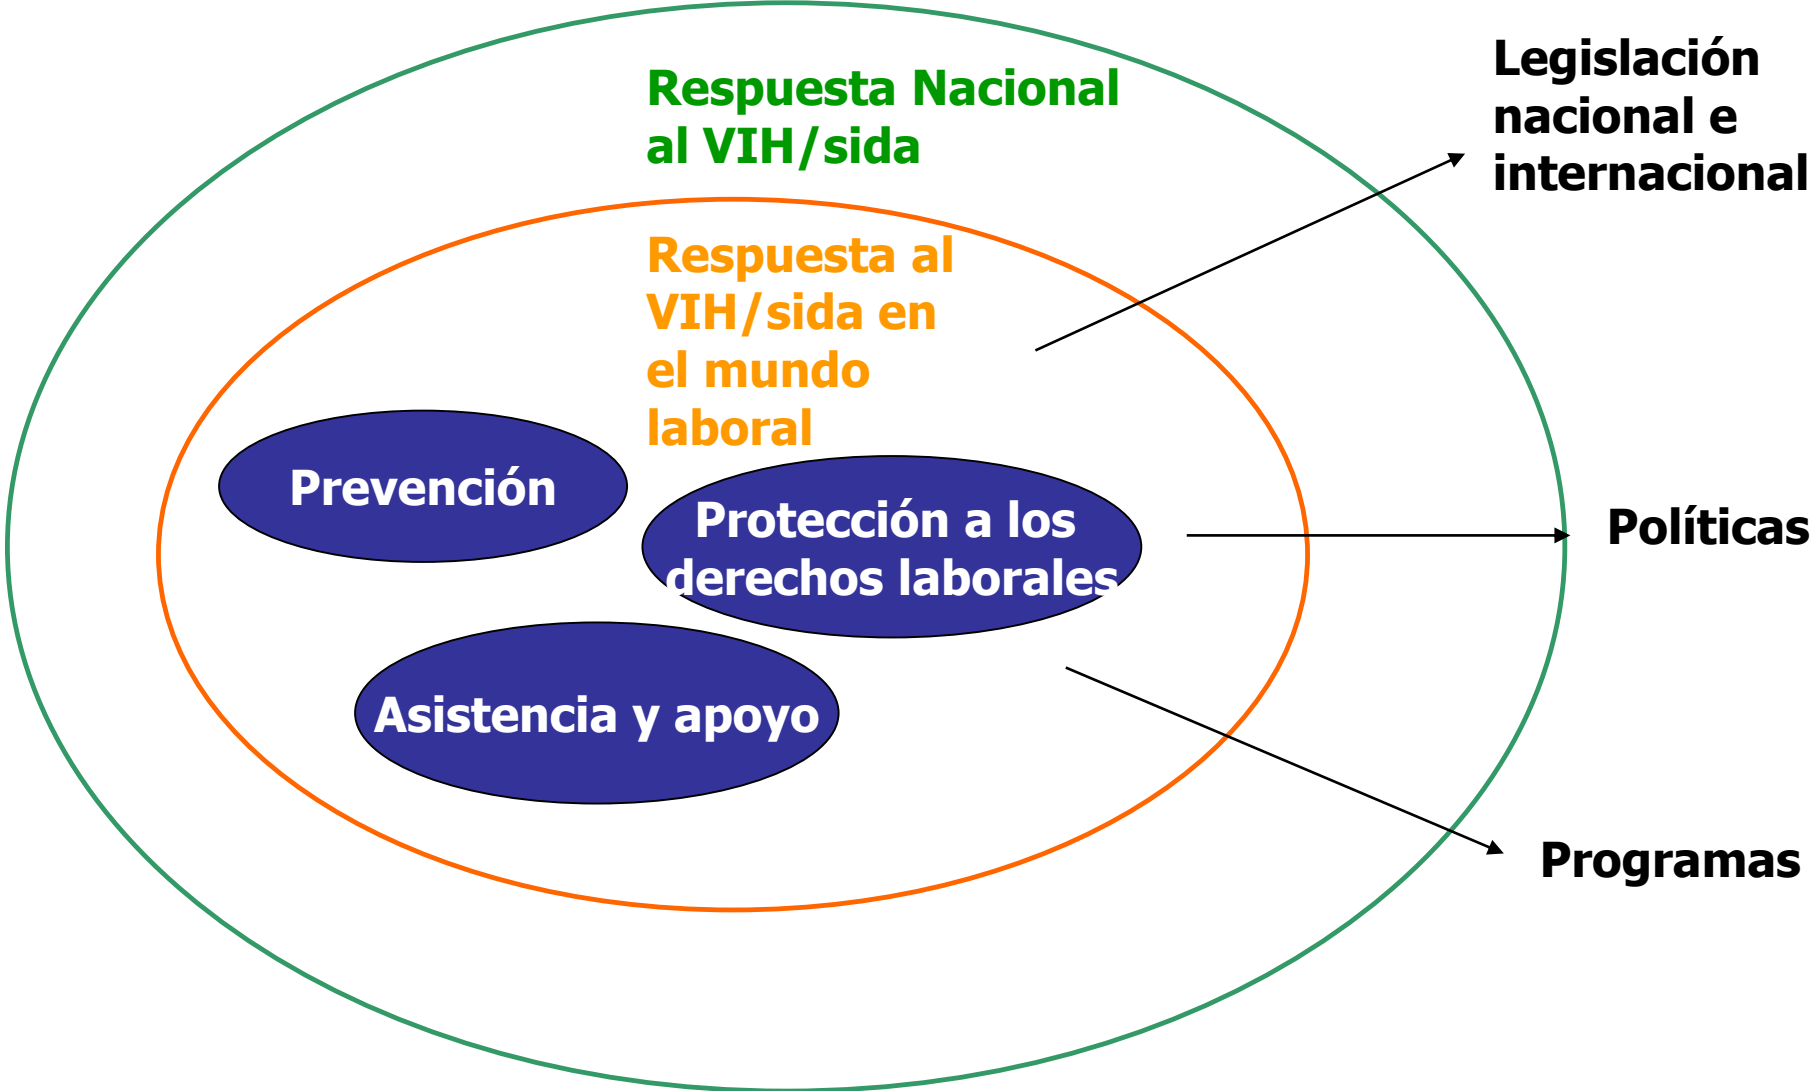 Respuesta Nacional
al VIH/sida
Legislación
nacional e
internacional
Respuesta al
VIH/sida en
el mundo
laboral
Prevención
Protección a los
derechos laborales
Políticas
Asistencia y apoyo
Programas